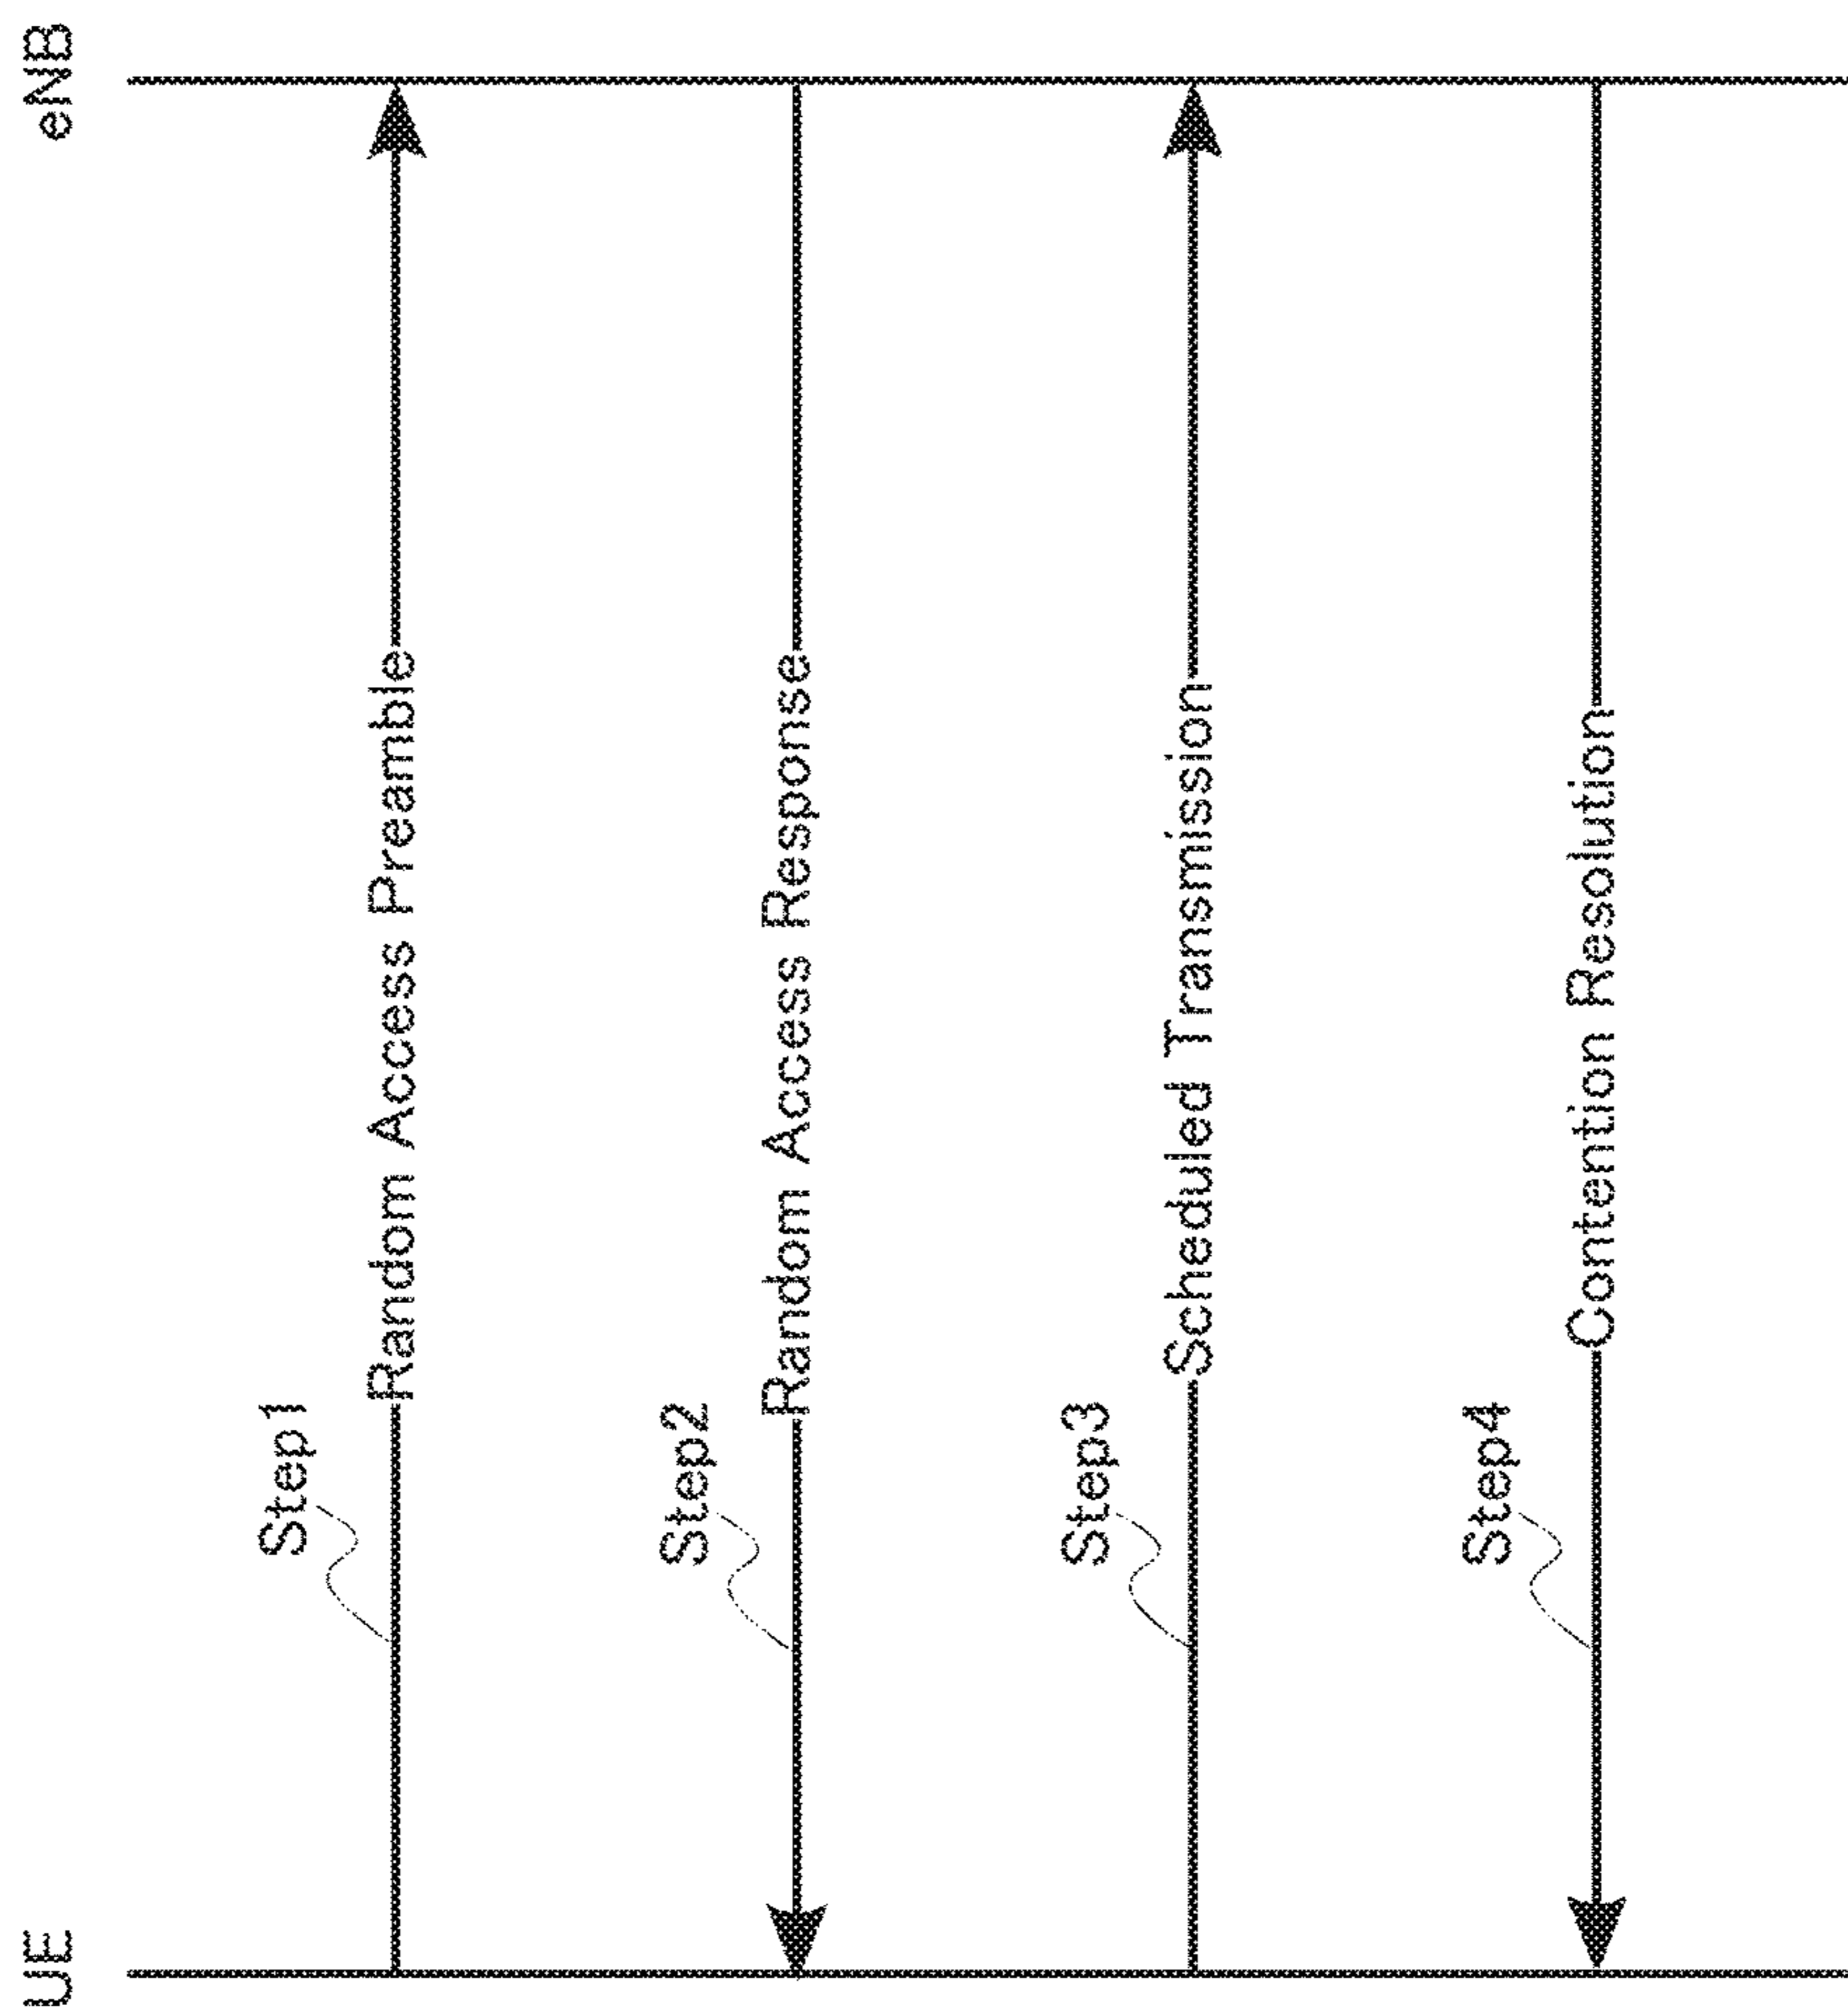 UE
eNB
Step1
Random Access Preamble
Step2
Random Access Response
Step3
Scheduled Transmission
Step4
Contention Resolution